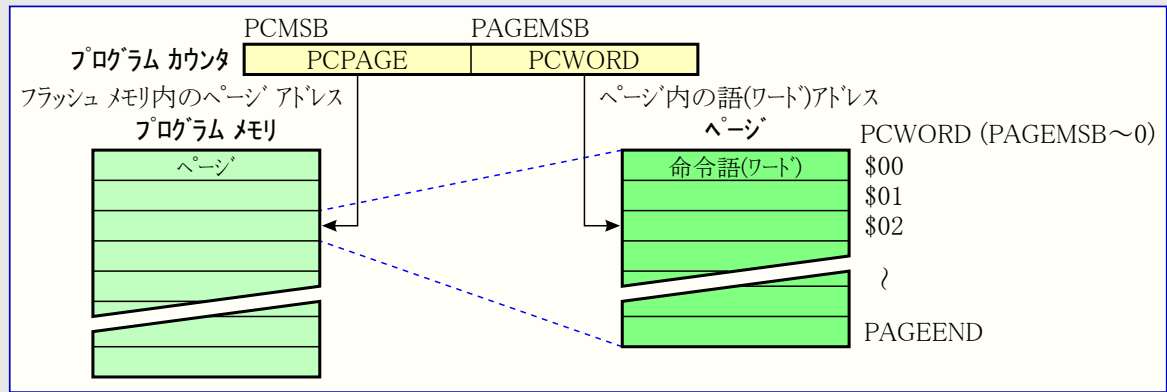 PCMSB PAGEMSB
プログラム カウンタ PCPAGE PCWORD
フラッシュ メモリ内のページ アドレス ページ内の語(ワード)アドレス
プログラム メモリ ページ PCWORD (PAGEMSB～0)
ページ 命令語(ワード) $00
$01
$02
～
PAGEEND